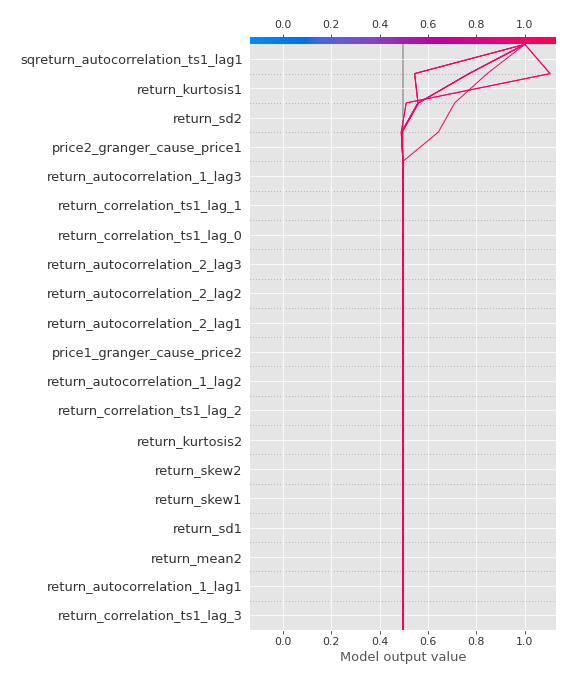 0.0 0.2 0.4 0.6 0.8 1.0
sqreturn_autocorrelation_ts1_lag1
return_kurtosis1
return_sd2
price2_granger_cause_price1
return_autocorrelation_1_lag3
return_correlation_ts1_lag_1
return_correlation_ts1_lag_0
return_autocorrelation_2_lag3
return_autocorrelation_2_lag2
return_autocorrelation_2_lag1
price1_granger_cause_price2
return_autocorrelation_1_lag2
return_correlation_ts1_lag_2
return_kurtosis2
return_skew2
return_skew1
return_sd1
return_mean2
return_autocorrelation_1_lag1
return_correlation_ts1_lag_3
0.0 0.2 0.4 0.6 0.8 1.0
Model output value